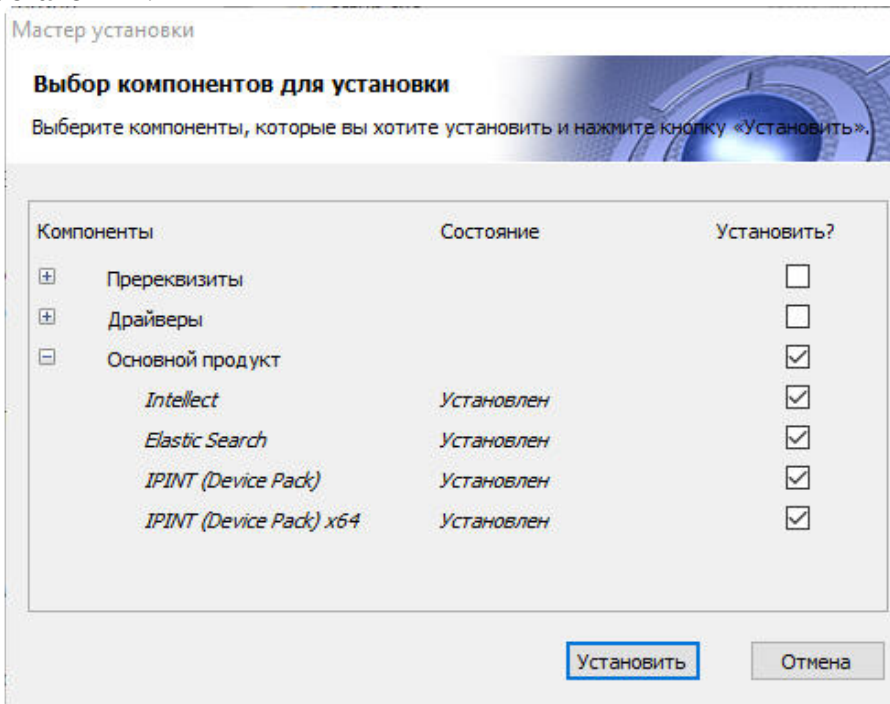 Мастер установки
Выбор компонентов для установки
Выберите компоненты, которые вы хотите установить и нажмите кнопку «Установить».
Компоненты Состояние Установить?
Пререквизиты
Драйверы
Основной продукт
Intellect Установлен
Elastic Search Установлен
IPINT (Device Pack) Установлен
IPINT (Device Pack) x64 Установлен
Установить Отмена